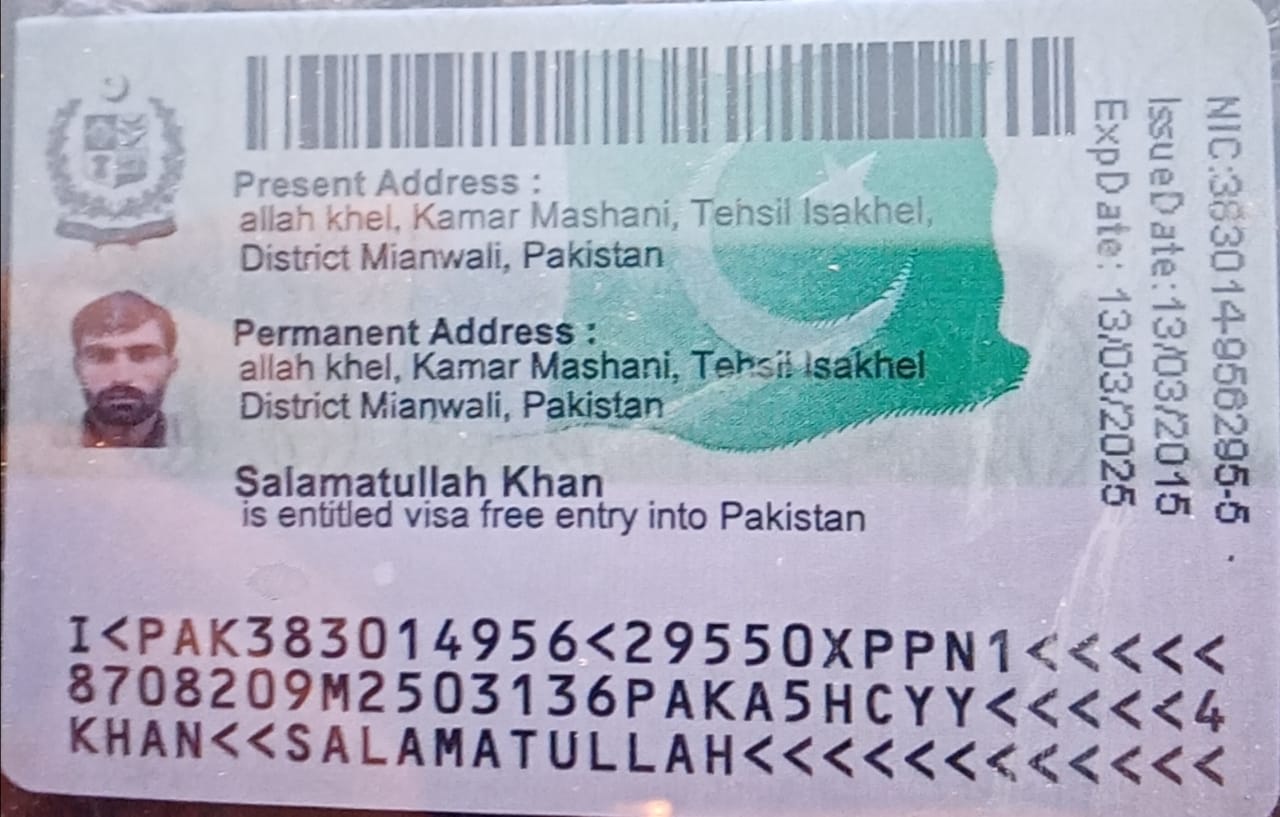 Present Address :
allah khel, Kamar Mashani, Tehsil Isakhel,
District Mianwali, Pakistan
Permanent Address :
allah khel, Kamar Mashani, Tehsil Isakhel
District Mianwali, Pakistan
Salamatullah Khan
is entitled visa free entry into Pakistan
NIC:383014-956295-5
IssueDate:13/03/2015
ExpDate: 13/03/2025
I<PAK383014956<29550XPPN1<<<<<
8708209M2503136PAKA5HCYY<<<<<4
KHAN<<SALAMATULLAH<<<<<<<<<<<<